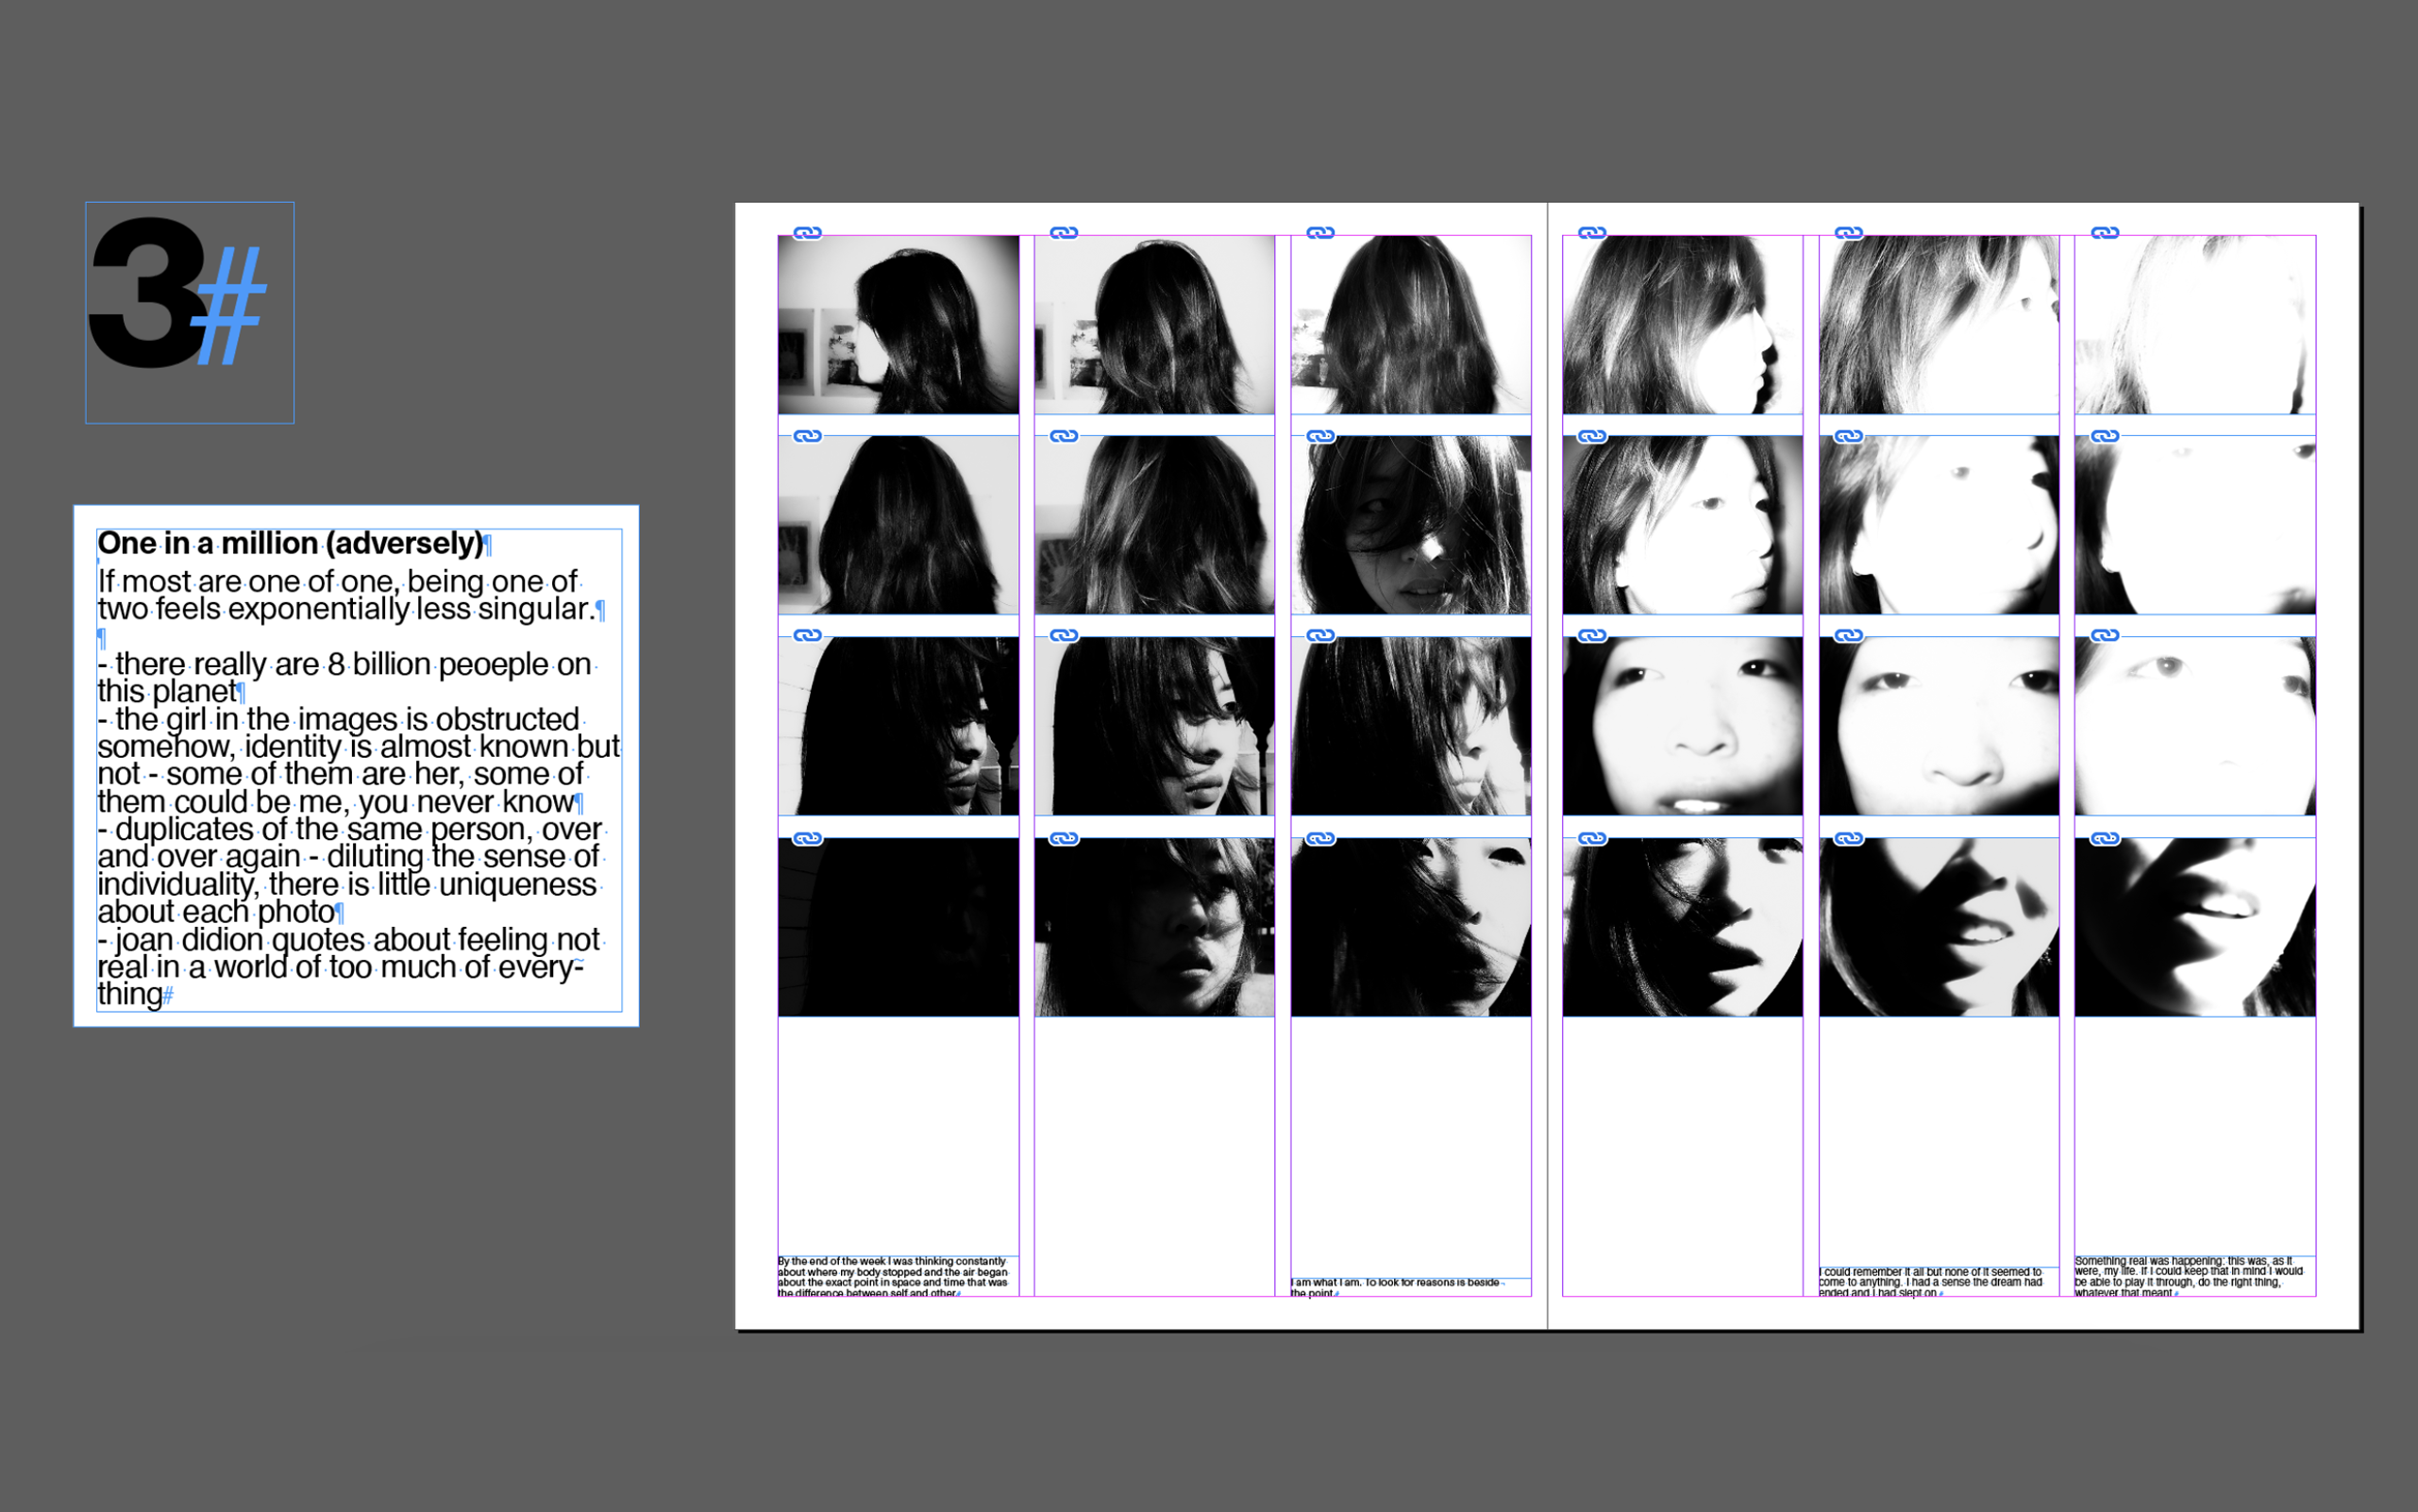 3#
One in a million (adversely)¶
If most are one of one, being one of
two feels exponentially less singular.¶
¶
- there really are 8 billion peoeple on
this planet¶
- the girl in the images is obstructed
somehow, identity is almost known but
not - some of them are her, some of
them could be me, you never know¶
- duplicates of the same person, over
and over again - diluting the sense of
individuality, there is little uniqueness
about each photo¶
- joan didion quotes about feeling not
real in a world of too much of every-
thing#
By the end of the week I was thinking constantly
about where my body stopped and the air began
about the exact point in space and time that was
the difference between self and other
I am what I am. To look for reasons is beside
the point
I could remember it all but none of it seemed to
come to anything. I had a sense the dream had
ended and I had slept on
Something real was happening: this was, as it
were, my life. If I could keep that in mind I would
be able to play it through, do the right thing,
whatever that meant